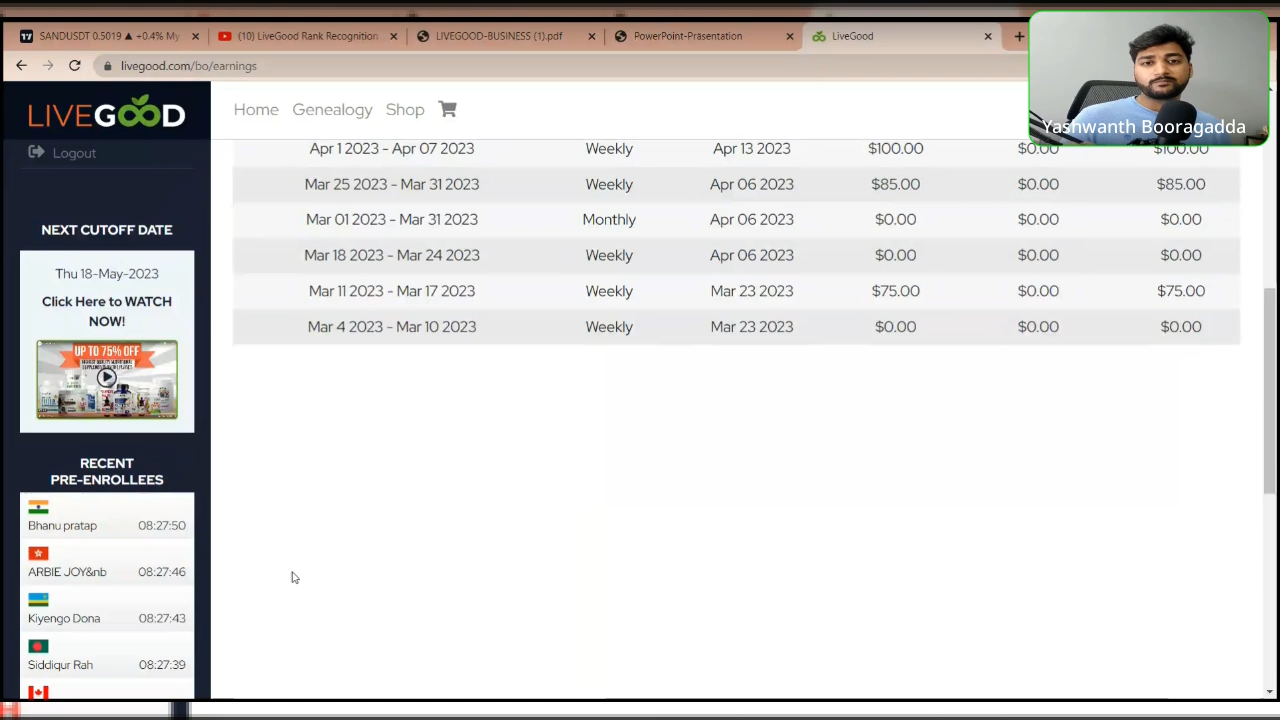 SANDUSDT 0.5019 ▲ +0.4% My
(10) LiveGood Rank Recognition
LIVEGOOD-BUSINESS (1).pdf
PowerPoint-Präsentation
LiveGood
livegood.com/bo/earnings
Yashwanth Booragadda
LIVEGOOD
Home Genealogy Shop
Logout
Apr 1 2023 - Apr 07 2023 Weekly Apr 13 2023 $100.00 $0.00 $100.00
Mar 25 2023 - Mar 31 2023 Weekly Apr 06 2023 $85.00 $0.00 $85.00
Mar 01 2023 - Mar 31 2023 Monthly Apr 06 2023 $0.00 $0.00 $0.00
Mar 18 2023 - Mar 24 2023 Weekly Apr 06 2023 $0.00 $0.00 $0.00
Mar 11 2023 - Mar 17 2023 Weekly Mar 23 2023 $75.00 $0.00 $75.00
Mar 4 2023 - Mar 10 2023 Weekly Mar 23 2023 $0.00 $0.00 $0.00
NEXT CUTOFF DATE
Thu 18-May-2023
Click Here to WATCH
NOW!
UP TO 75% OFF
RECENT
PRE-ENROLLEES
Bhanu pratap 08:27:50
ARBIE JOY&nb 08:27:46
Kiyengo Dona 08:27:43
Siddiqur Rah 08:27:39